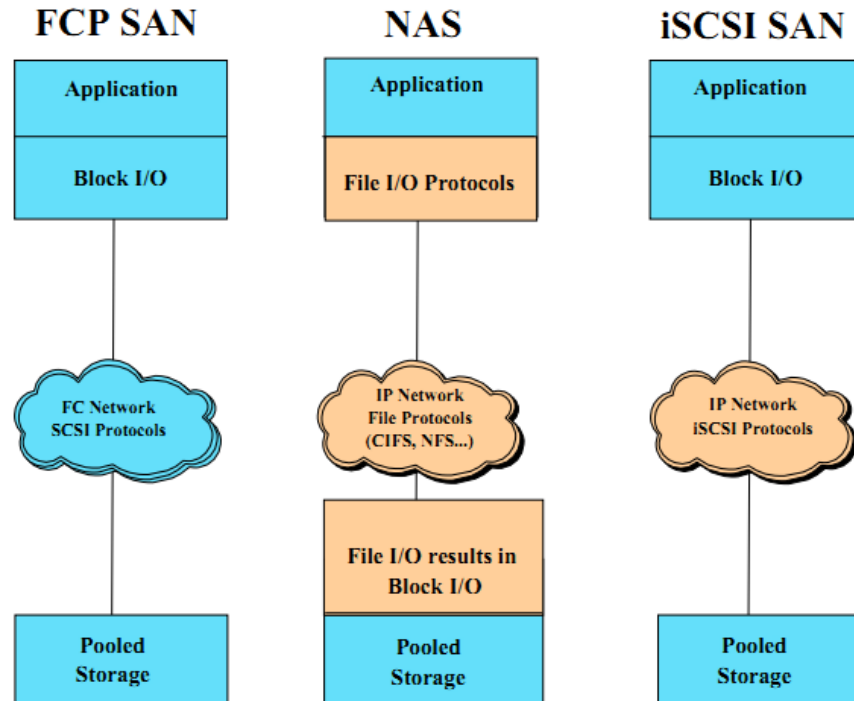 FCP SAN
Application
Block I/O
FC Network
SCSI Protocols
Pooled
Storage
NAS
Application
File I/O Protocols
IP Network
File Protocols
(CIFS, NFS...)
File I/O results in
Block I/O
Pooled
Storage
iSCSI SAN
Application
Block I/O
IP Network
iSCSI Protocols
Pooled
Storage